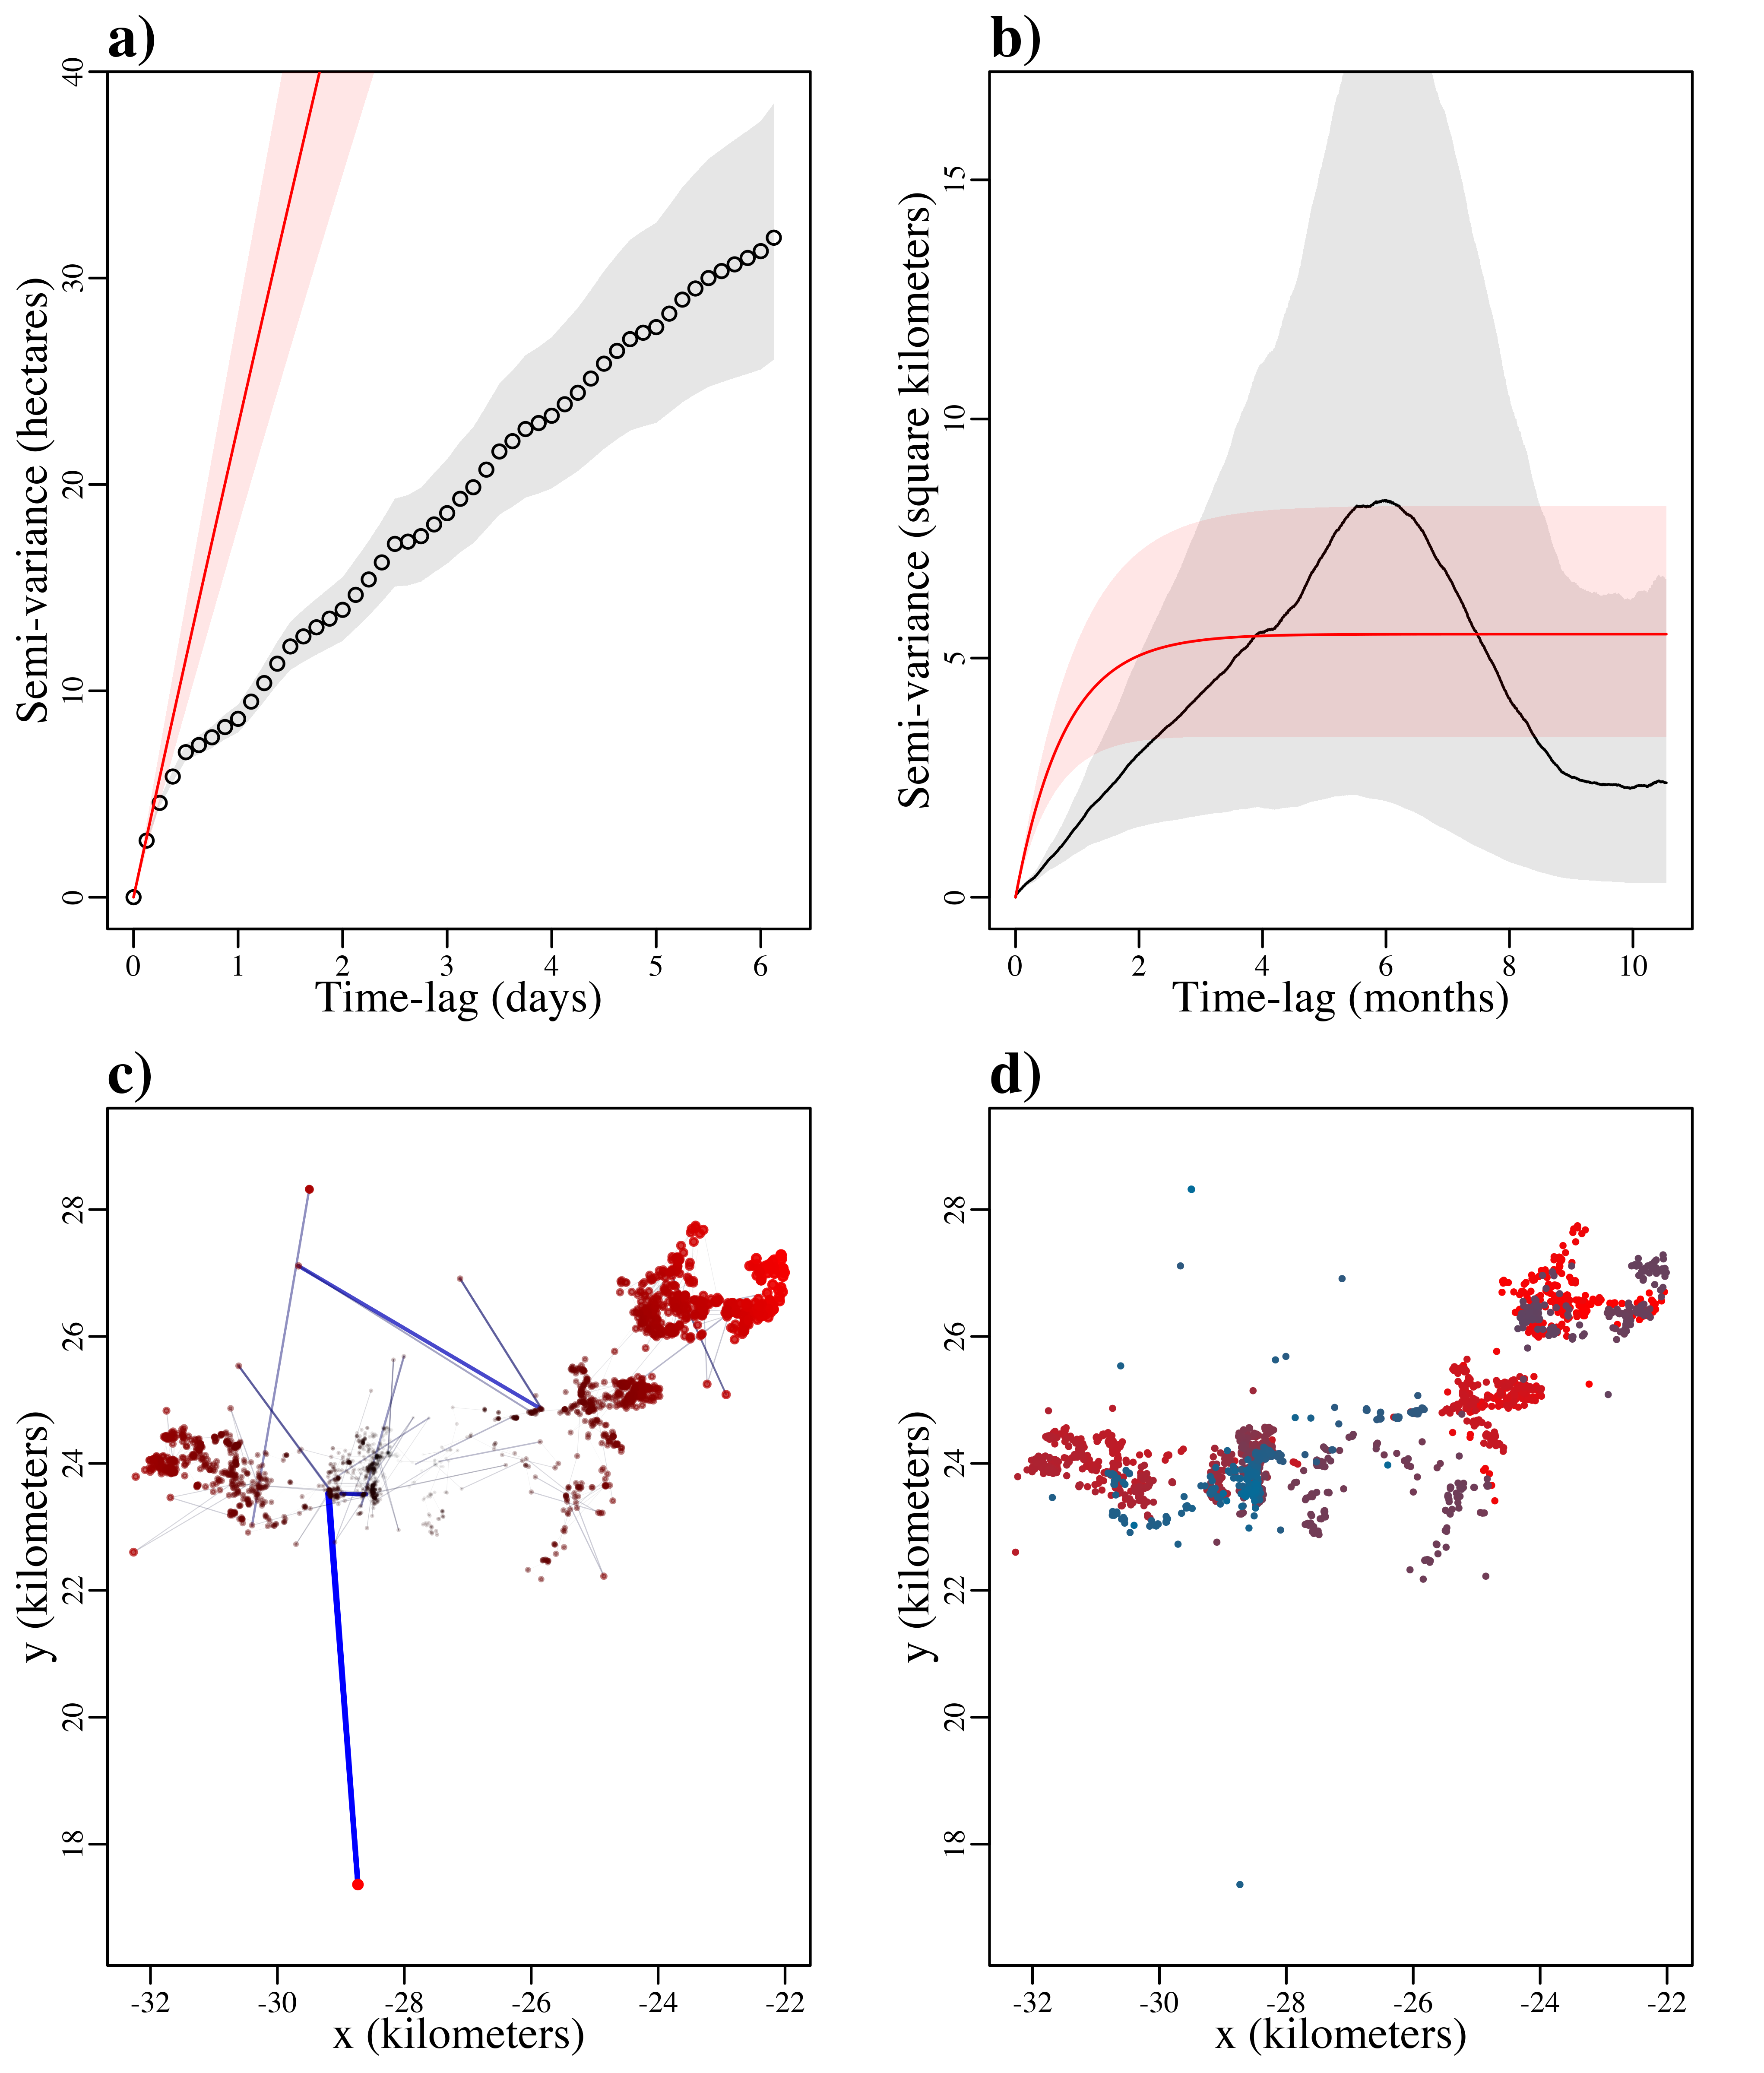 a)
Semi-variance (hectares)
40
30
20
10
0
0 1 2 3 4 5 6
Time-lag (days)
b)
Semi-variance (square kilometers)
15
10
5
0
0 2 4 6 8 10
Time-lag (months)
c)
y (kilometers)
28
26
24
22
20
18
-32 -30 -28 -26 -24 -22
x (kilometers)
d)
y (kilometers)
28
26
24
22
20
18
-32 -30 -28 -26 -24 -22
x (kilometers)